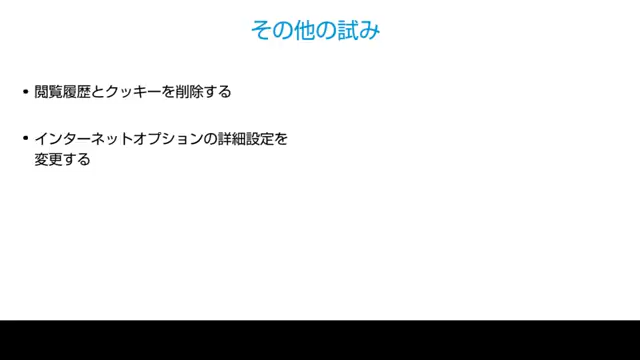 その他の試み
• 閲覧履歴とクッキーを削除する
• インターネットオプションの詳細設定を
変更する